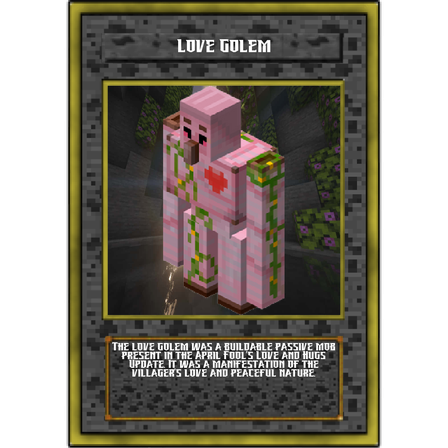 LOVE GOLEM
THE LOVE GOLEM WAS A BUILDABLE PASSIVE MOB
PRESENT IN THE APRIL FOOL'S LOVE AND HUGS
UPDATE IT WAS A MANIFESTATION OF THE
VILLAGER'S LOVE AND PEACEFUL NATURE